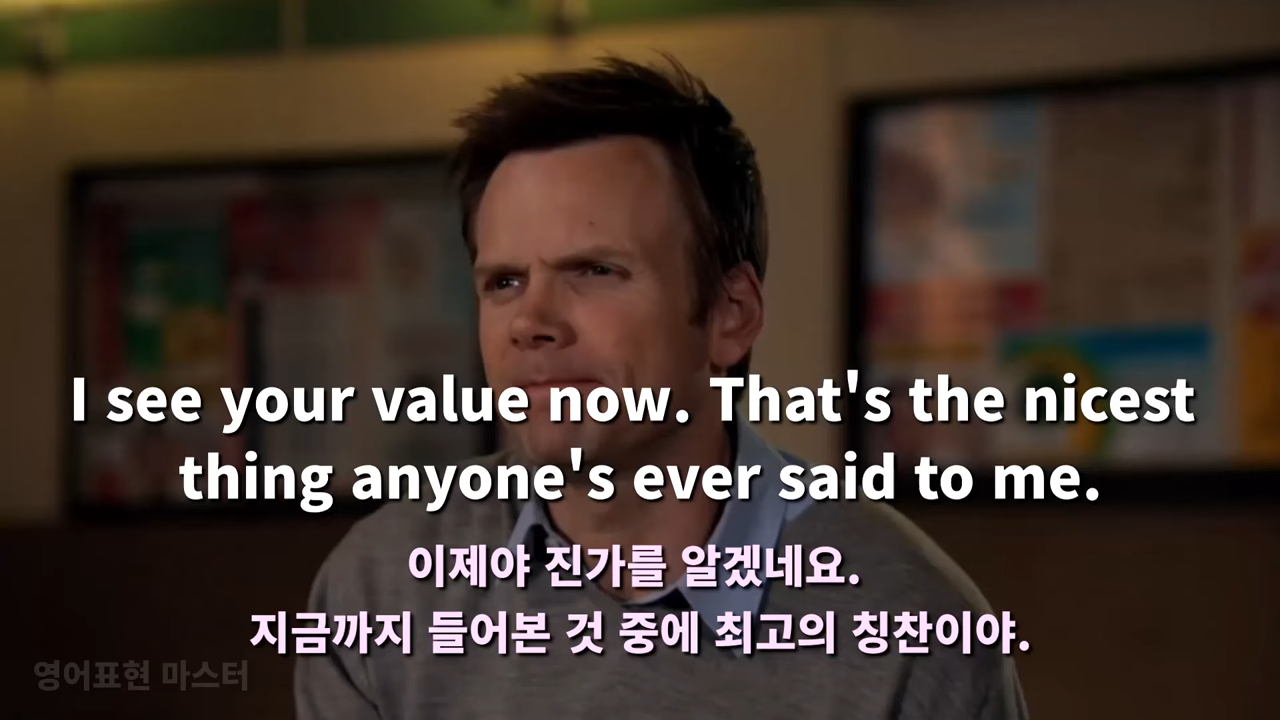 I see your value now. That's the nicest
thing anyone's ever said to me.
이제야 진가를 알겠네요.
지금까지 들어본 것 중에 최고의 칭찬이야.
영어표현 마스터